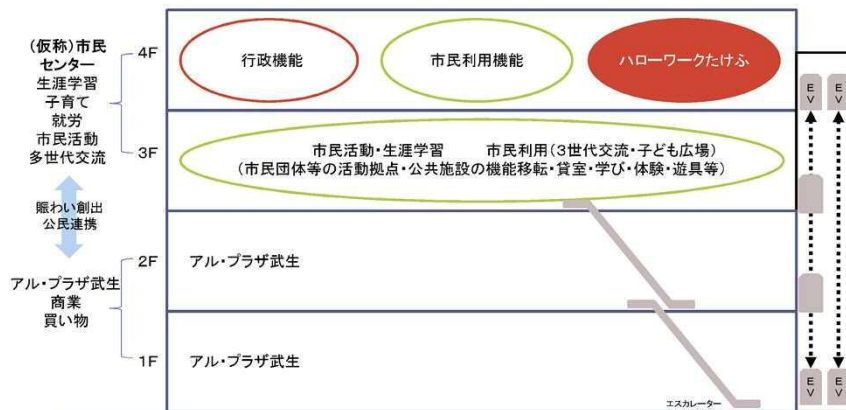 (仮称)市民
センター
生涯学習
子育て
就労
市民活動
多世代交流
賑わい創出
公民連携
アル・プラザ武生
商業
買い物
4F
行政機能
市民利用機能
ハローワークたけふ
3F
市民活動・生涯学習 市民利用(3世代交流・子ども広場)
(市民団体等の活動拠点・公共施設の機能移転・貸室・学び・体験・遊具等)
2F
アル・プラザ武生
1F
アル・プラザ武生
エスカレーター
EV
EV
EV
EV